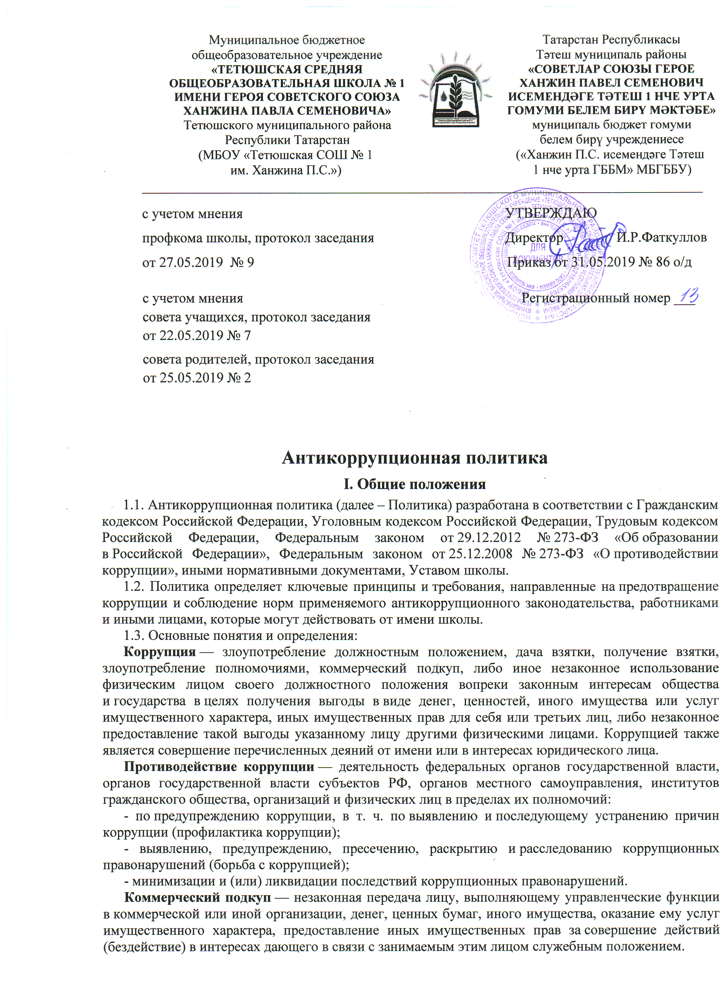 Муниципальное бюджетное
общеобразовательное учреждение
«ТЕТЮШСКАЯ СРЕДНЯЯ
ОБЩЕОБРАЗОВАТЕЛЬНАЯ ШКОЛА № 1
ИМЕНИ ГЕРОЯ СОВЕТСКОГО СОЮЗА
ХАНЖИНА ПАВЛА СЕМЕНОВИЧА»
Тетюшского муниципального района
Республики Татарстан
(МБОУ «Тетюшская СОШ № 1
им. Ханжина П.С.»)
Татарстан Республикасы
Тәтеш муниципаль районы
«СОВЕТЛАР СОЮЗЫ ГЕРОЕ
ХАНЖИН ПАВЕЛ СЕМЕНОВИЧ
ИСЕМЕНДӘГЕ ТӘТЕШ 1 НЧЕ УРТА
ГОМУМИ БЕЛЕМ БИРҮ МӘКТӘБЕ»
муниципаль бюджет гомуми
белем бирү учреждениесе
(«Ханжин П.С. исемендәге Тәтеш
1 нче урта ГББМ» МБГББУ)
с учетом мнения
профкома школы, протокол заседания
от 27.05.2019 № 9
с учетом мнения
совета учащихся, протокол заседания
от 22.05.2019 № 7
совета родителей, протокол заседания
от 25.05.2019 № 2
УТВЕРЖДАЮ
Директор И.Р.Фаткуллов
Приказ от 31.05.2019 № 86 о/д
Регистрационный номер 13
ДЛЯ
ДОКУМЕНТОВ
Антикоррупционная политика
I. Общие положения
1.1. Антикоррупционная политика (далее – Политика) разработана в соответствии с Гражданским
кодексом Российской Федерации, Уголовным кодексом Российской Федерации, Трудовым кодексом
Российской Федерации, Федеральным законом от 29.12.2012 № 273-ФЗ «Об образовании
в Российской Федерации», Федеральным законом от 25.12.2008 № 273-ФЗ «О противодействии
коррупции», иными нормативными документами, Уставом школы.
1.2. Политика определяет ключевые принципы и требования, направленные на предотвращение
коррупции и соблюдение норм применяемого антикоррупционного законодательства, работниками
и иными лицами, которые могут действовать от имени школы.
1.3. Основные понятия и определения:
Коррупция — злоупотребление должностным положением, дача взятки, получение взятки,
злоупотребление полномочиями, коммерческий подкуп, либо иное незаконное использование
физическим лицом своего должностного положения вопреки законным интересам общества
и государства в целях получения выгоды в виде денег, ценностей, иного имущества или услуг
имущественного характера, иных имущественных прав для себя или третьих лиц, либо незаконное
предоставление такой выгоды указанному лицу другими физическими лицами. Коррупцией также
является совершение перечисленных деяний от имени или в интересах юридического лица.
Противодействие коррупции — деятельность федеральных органов государственной власти,
органов государственной власти субъектов РФ, органов местного самоуправления, институтов
гражданского общества, организаций и физических лиц в пределах их полномочий:
- по предупреждению коррупции, в т. ч. по выявлению и последующему устранению причин
коррупции (профилактика коррупции);
- выявлению, предупреждению, пресечению, раскрытию и расследованию коррупционных
правонарушений (борьба с коррупцией);
- минимизации и (или) ликвидации последствий коррупционных правонарушений.
Коммерческий подкуп — незаконная передача лицу, выполняющему управленческие функции
в коммерческой или иной организации, денег, ценных бумаг, иного имущества, оказание ему услуг
имущественного характера, предоставление иных имущественных прав за совершение действий
(бездействие) в интересах дающего в связи с занимаемым этим лицом служебным положением.